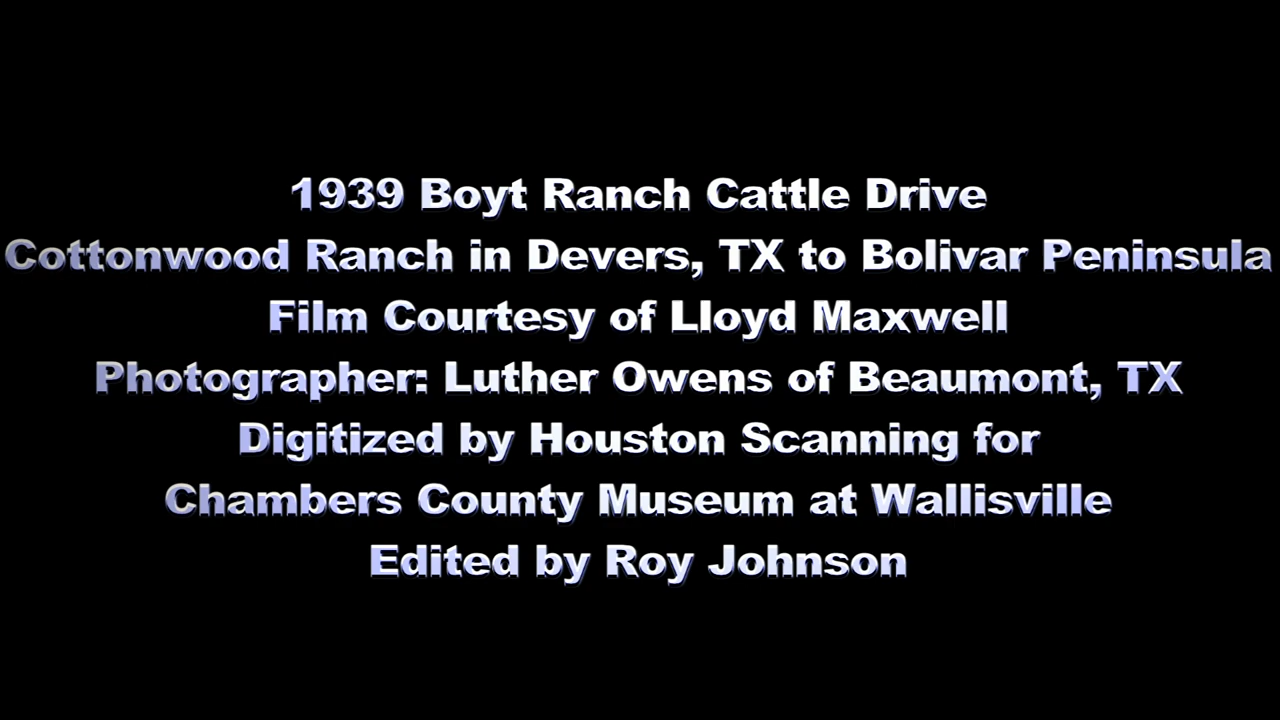 1939 Boyt Ranch Cattle Drive
Cottonwood Ranch in Devers, TX to Bolivar Peninsula
Film Courtesy of Lloyd Maxwell
Photographer: Luther Owens of Beaumont, TX
Digitized by Houston Scanning for
Chambers County Museum at Wallisville
Edited by Roy Johnson